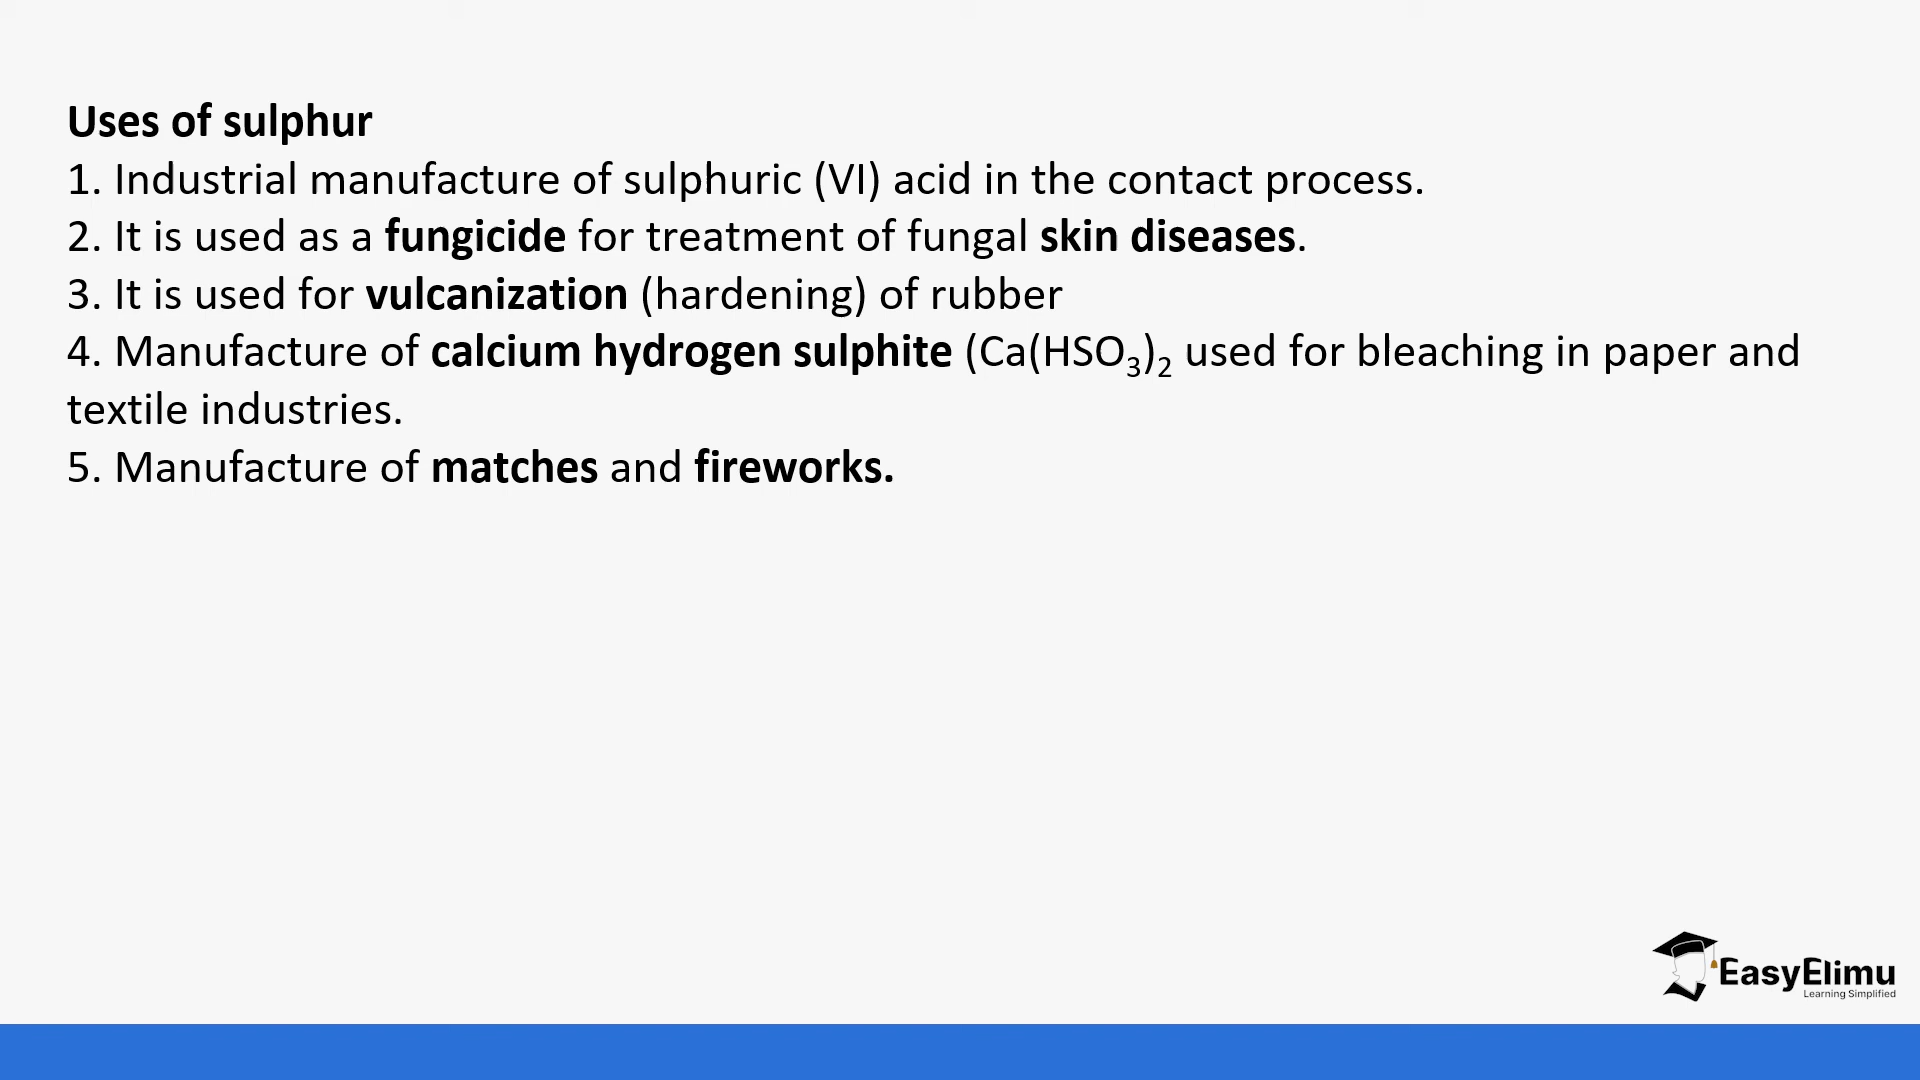 Uses of sulphur
1. Industrial manufacture of sulphuric (VI) acid in the contact process.
2. It is used as a fungicide for treatment of fungal skin diseases.
3. It is used for vulcanization (hardening) of rubber
4. Manufacture of calcium hydrogen sulphite (Ca(HSO₃)₂ used for bleaching in paper and
textile industries.
5. Manufacture of matches and fireworks.
EasyElimu
Learning Simplified